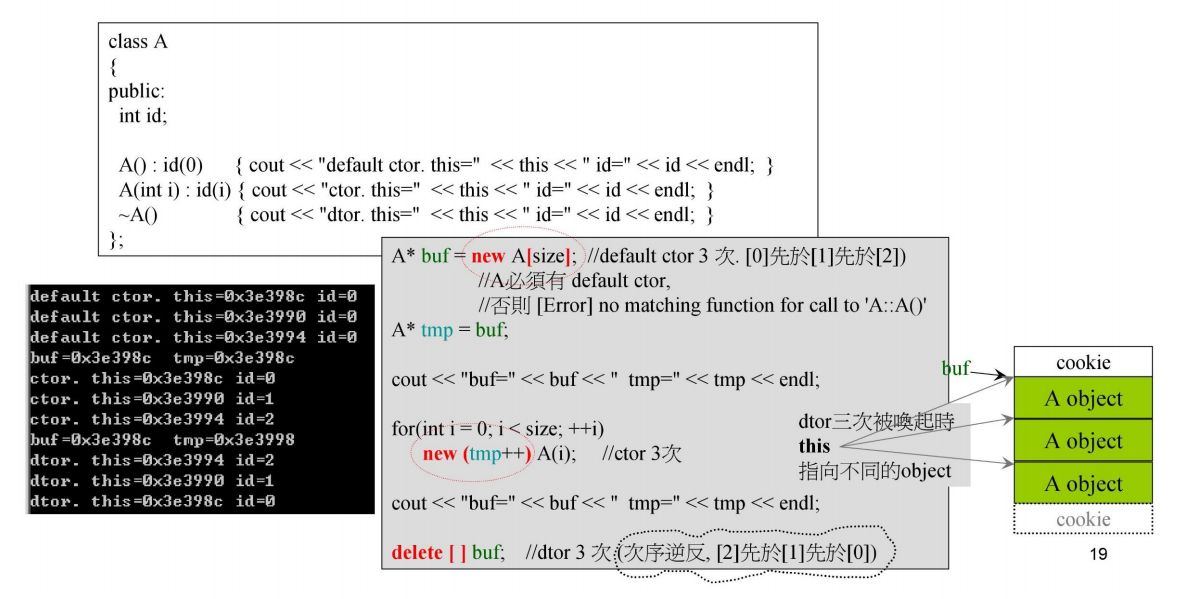 class A
{
public:
int id;
A() : id(0) { cout << "default ctor. this=" << this << " id=" << id << endl; }
A(int i) : id(i) { cout << "ctor. this=" << this << " id=" << id << endl; }
~A() { cout << "dtor. this=" << this << " id=" << id << endl; }
};
A* buf = new A[size]; //default ctor 3 次. [0]先於[1]先於[2])
//A必須有 default ctor,
//否則 [Error] no matching function for call to 'A::A()'
A* tmp = buf;
cout << "buf=" << buf << " tmp=" << tmp << endl;
for(int i = 0; i < size; ++i)
new (tmp++) A(i); //ctor 3次
cout << "buf=" << buf << " tmp=" << tmp << endl;
delete [ ] buf; //dtor 3 次 (次序逆反, [2]先於[1]先於[0])
default ctor. this=0x3e398c id=0
default ctor. this=0x3e3990 id=0
default ctor. this=0x3e3994 id=0
buf=0x3e398c tmp=0x3e398c
ctor. this=0x3e398c id=0
ctor. this=0x3e3990 id=1
ctor. this=0x3e3994 id=2
buf=0x3e398c tmp=0x3e3998
dtor. this=0x3e3994 id=2
dtor. this=0x3e3990 id=1
dtor. this=0x3e398c id=0
dtor三次被喚起時
this
指向不同的object
buf
cookie
A object
A object
A object
cookie
19